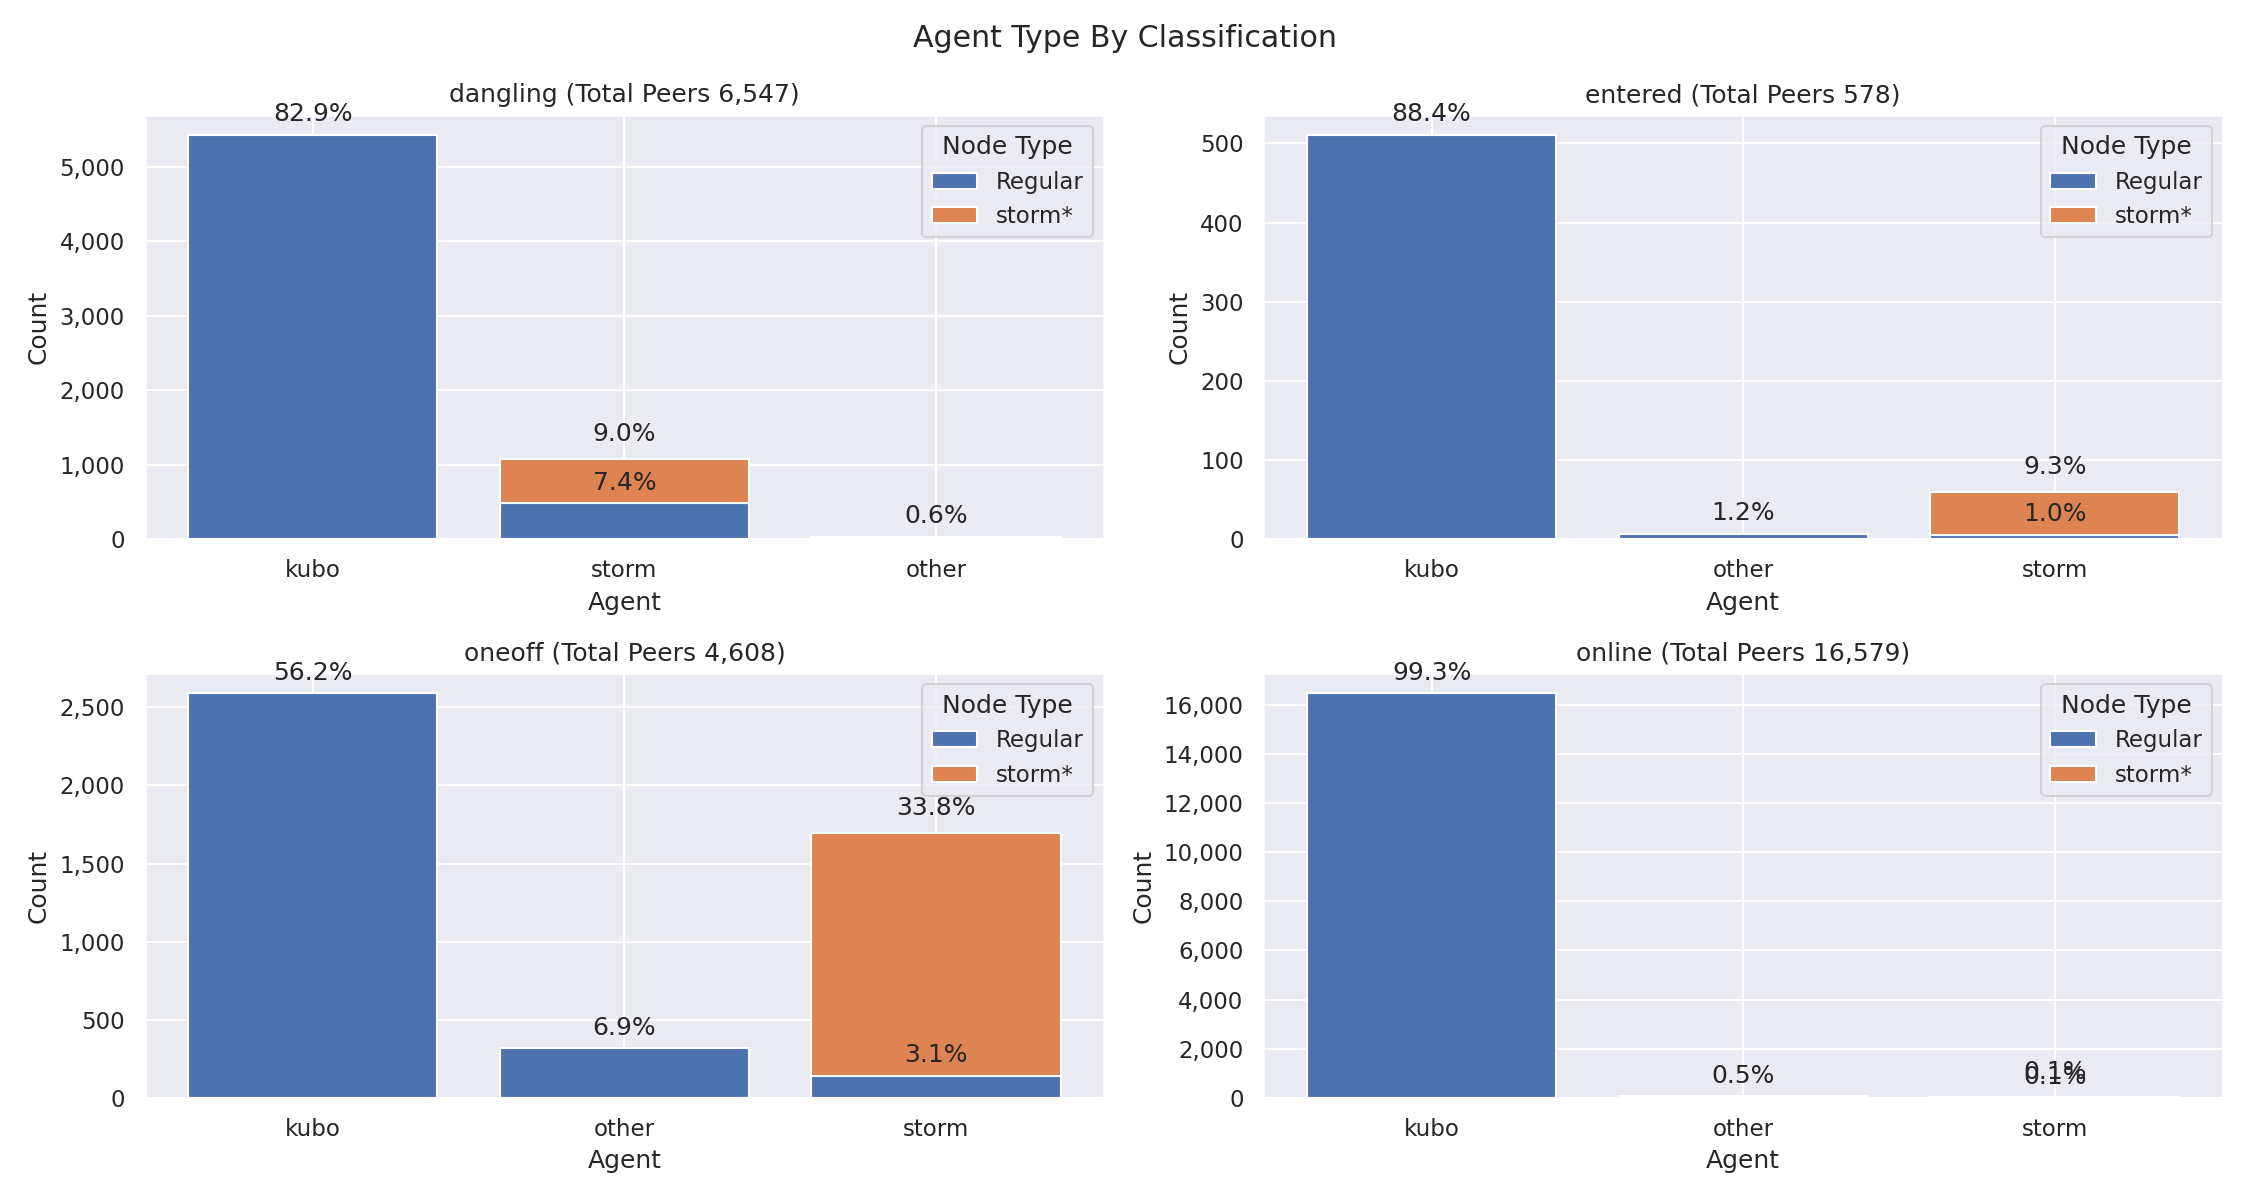 Agent Type By Classification
dangling (Total Peers 6,547)
82.9%
Node Type
Regular
storm*
5,000
4,000
3,000
2,000
1,000
0
Count
9.0%
7.4%
0.6%
kubo
storm
other
Agent
entered (Total Peers 578)
88.4%
Node Type
Regular
storm*
500
400
300
200
100
0
Count
1.2%
9.3%
1.0%
kubo
other
storm
Agent
oneoff (Total Peers 4,608)
56.2%
Node Type
Regular
storm*
2,500
2,000
1,500
1,000
500
0
Count
6.9%
33.8%
3.1%
kubo
other
storm
Agent
online (Total Peers 16,579)
99.3%
Node Type
Regular
storm*
16,000
14,000
12,000
10,000
8,000
6,000
4,000
2,000
0
Count
0.5%
0.1%
0.1%
kubo
other
storm
Agent